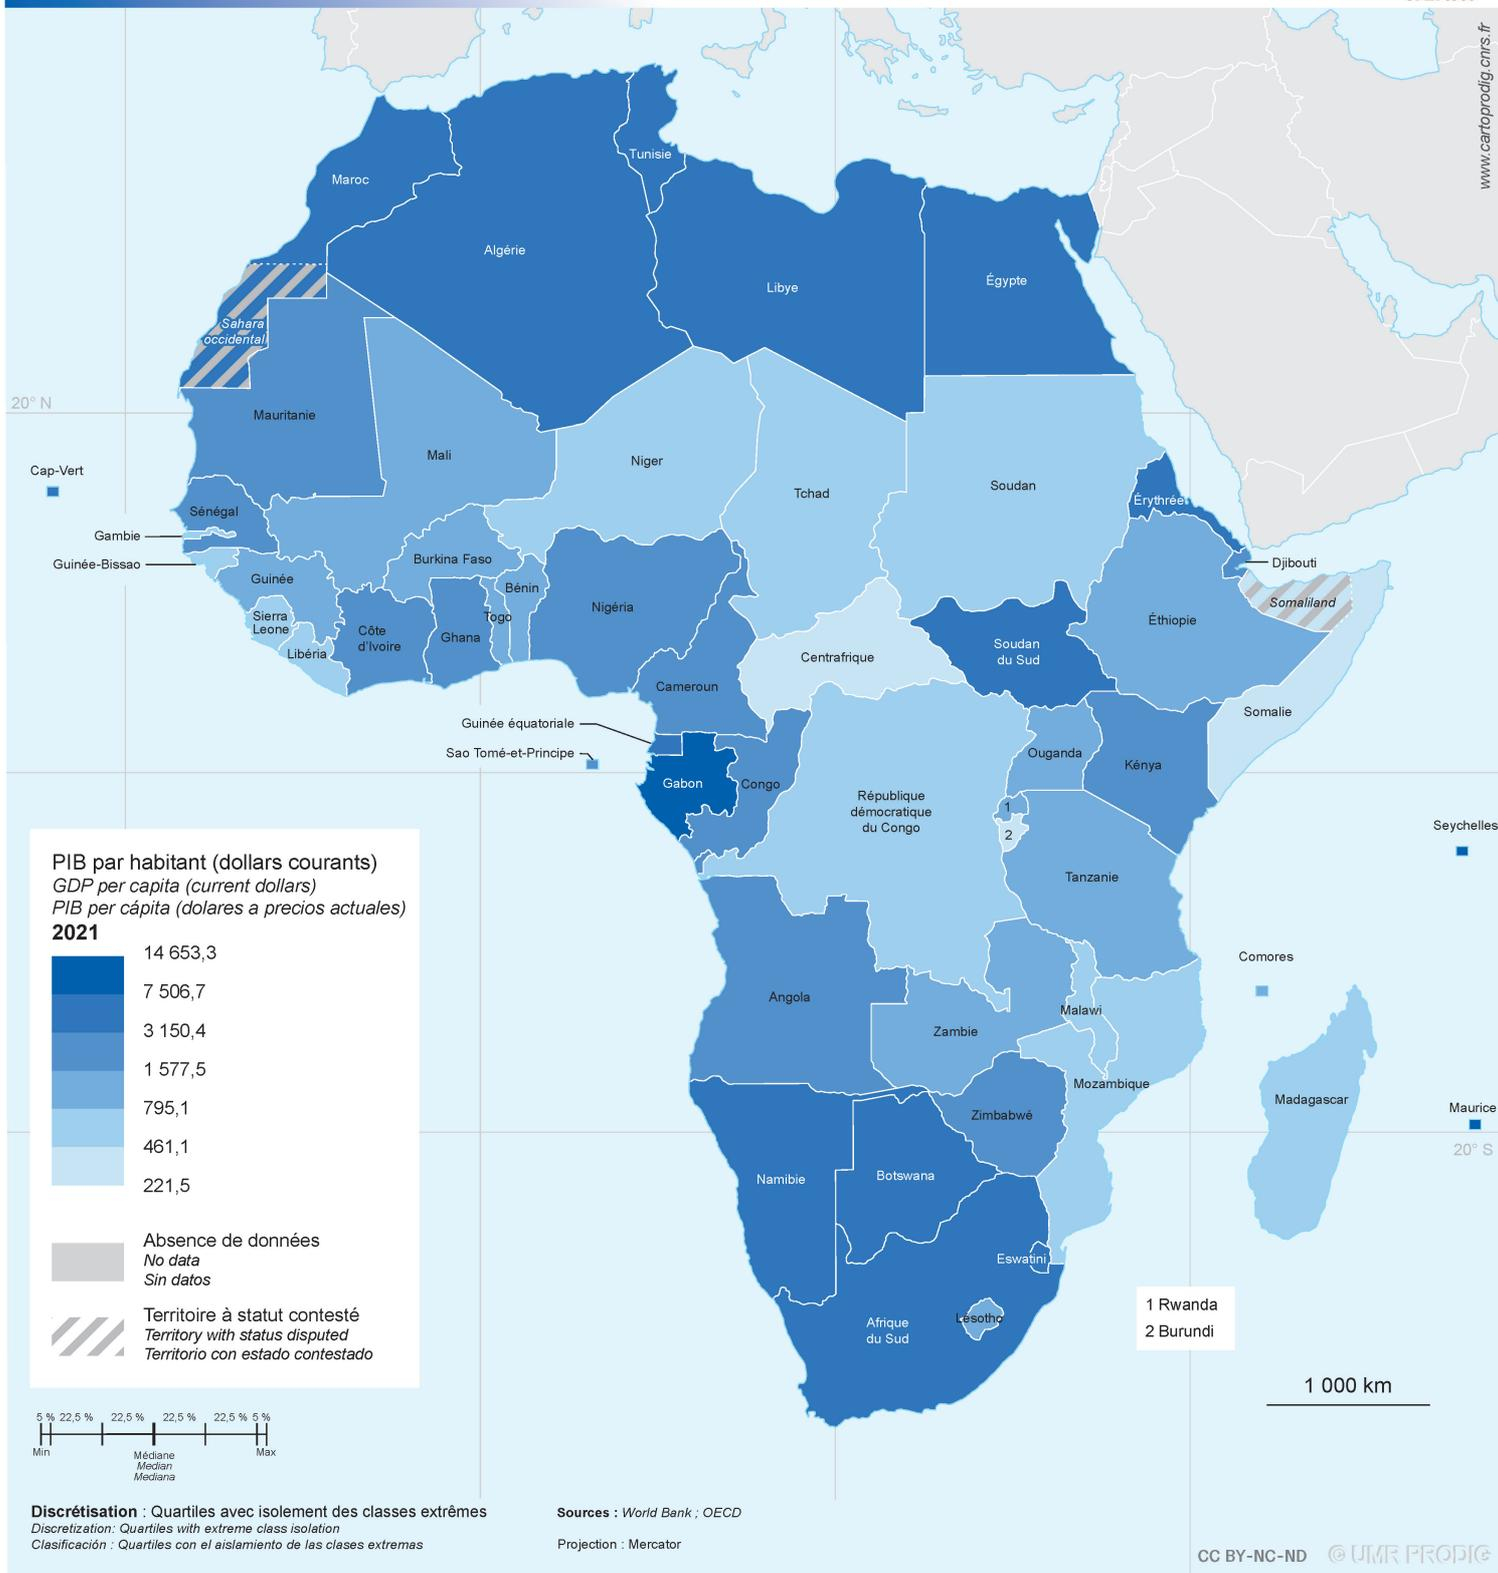 www.cartoprodig.cnrs.fr
Tunisie
Maroc
Algérie
Libye
Égypte
Sahara
occidental
20° N
Mauritanie
Mali
Niger
Tchad
Soudan
Érythrée
Cap-Vert
Sénégal
Gambie
Guinée-Bissao
Guinée
Burkina Faso
Bénin
Togo
Nigéria
Djibouti
Somaliland
Éthiopie
Sierra
Leone
Libéria
Côte
d'Ivoire
Ghana
Soudan
du Sud
Centrafrique
Cameroun
Somalie
Guinée équatoriale
Sao Tomé-et-Principe
Gabon
Congo
Ouganda
Kénya
République
démocratique
du Congo
1
2
Seychelles
Tanzanie
Comores
Angola
Zambie
Malawi
Mozambique
Madagascar
Maurice
20° S
Zimbabwé
Namibie
Botswana
Eswatini
Lésotho
Afrique
du Sud
PIB par habitant (dollars courants)
GDP per capita (current dollars)
PIB per cápita (dolares a precios actuales)
2021
14 653,3
7 506,7
3 150,4
1 577,5
795,1
461,1
221,5
Absence de données
No data
Sin datos
Territoire à statut contesté
Territory with status disputed
Territorio con estado contestado
1 Rwanda
2 Burundi
1 000 km
5 % 22,5 % 22,5 % 22,5 % 22,5 % 5 %
Min Médiane Max
Median
Mediana
Discrétisation : Quartiles avec isolement des classes extrêmes
Discretization: Quartiles with extreme class isolation
Clasificación : Quartiles con el aislamiento de las clases extremas
Sources : World Bank ; OECD
Projection : Mercator
CC BY-NC-ND © UMR PRODIG